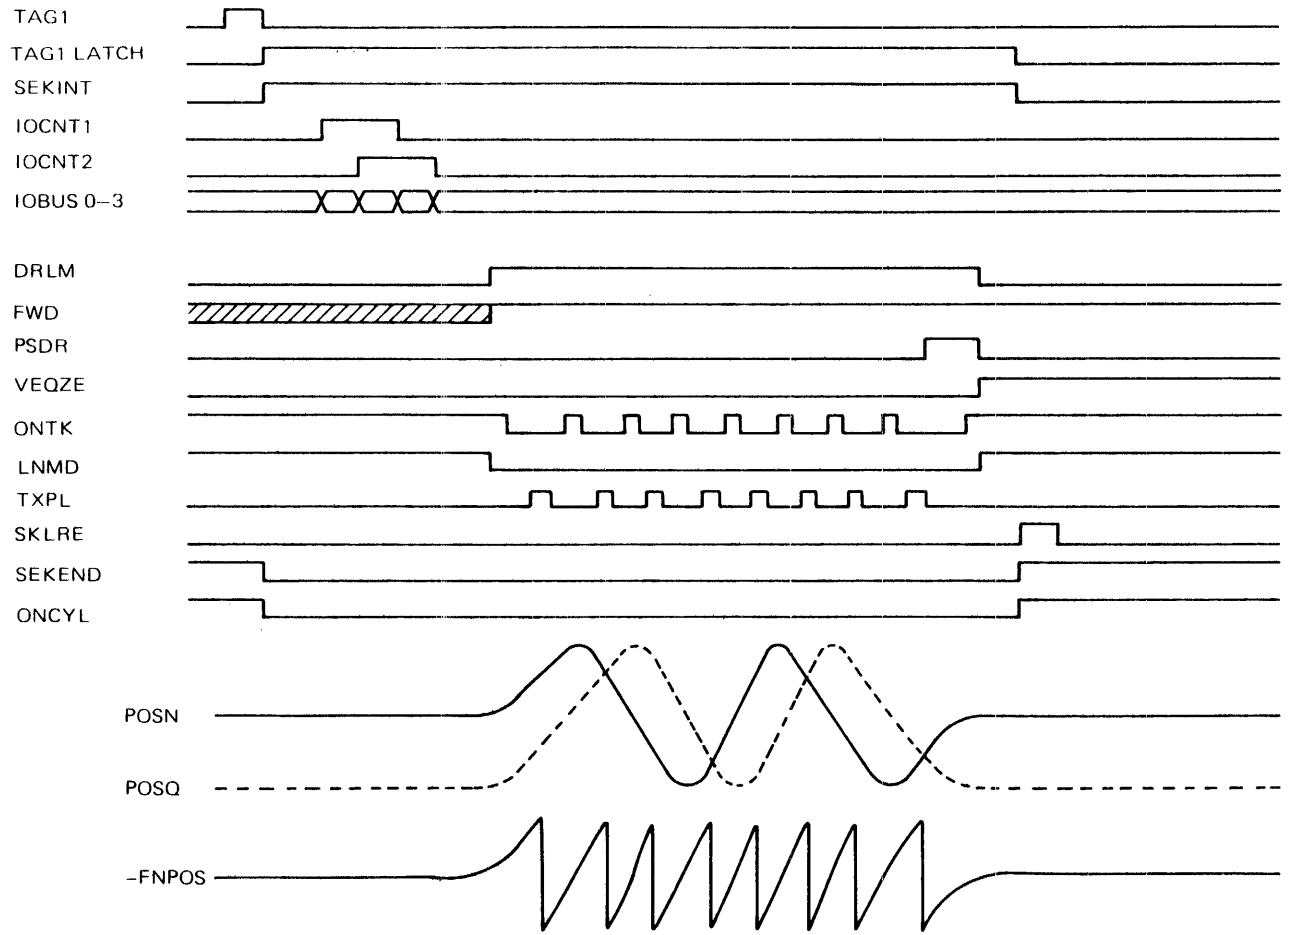 TAG1
TAG1 LATCH
SEKINT
IOCNT1
IOCNT2
IOBUS 0–3
DRLM
FWD
PSDR
VEQZE
ONTK
LNMD
TXPL
SKLRE
SEKEND
ONCYL
POSN
POSQ
–FNPOS